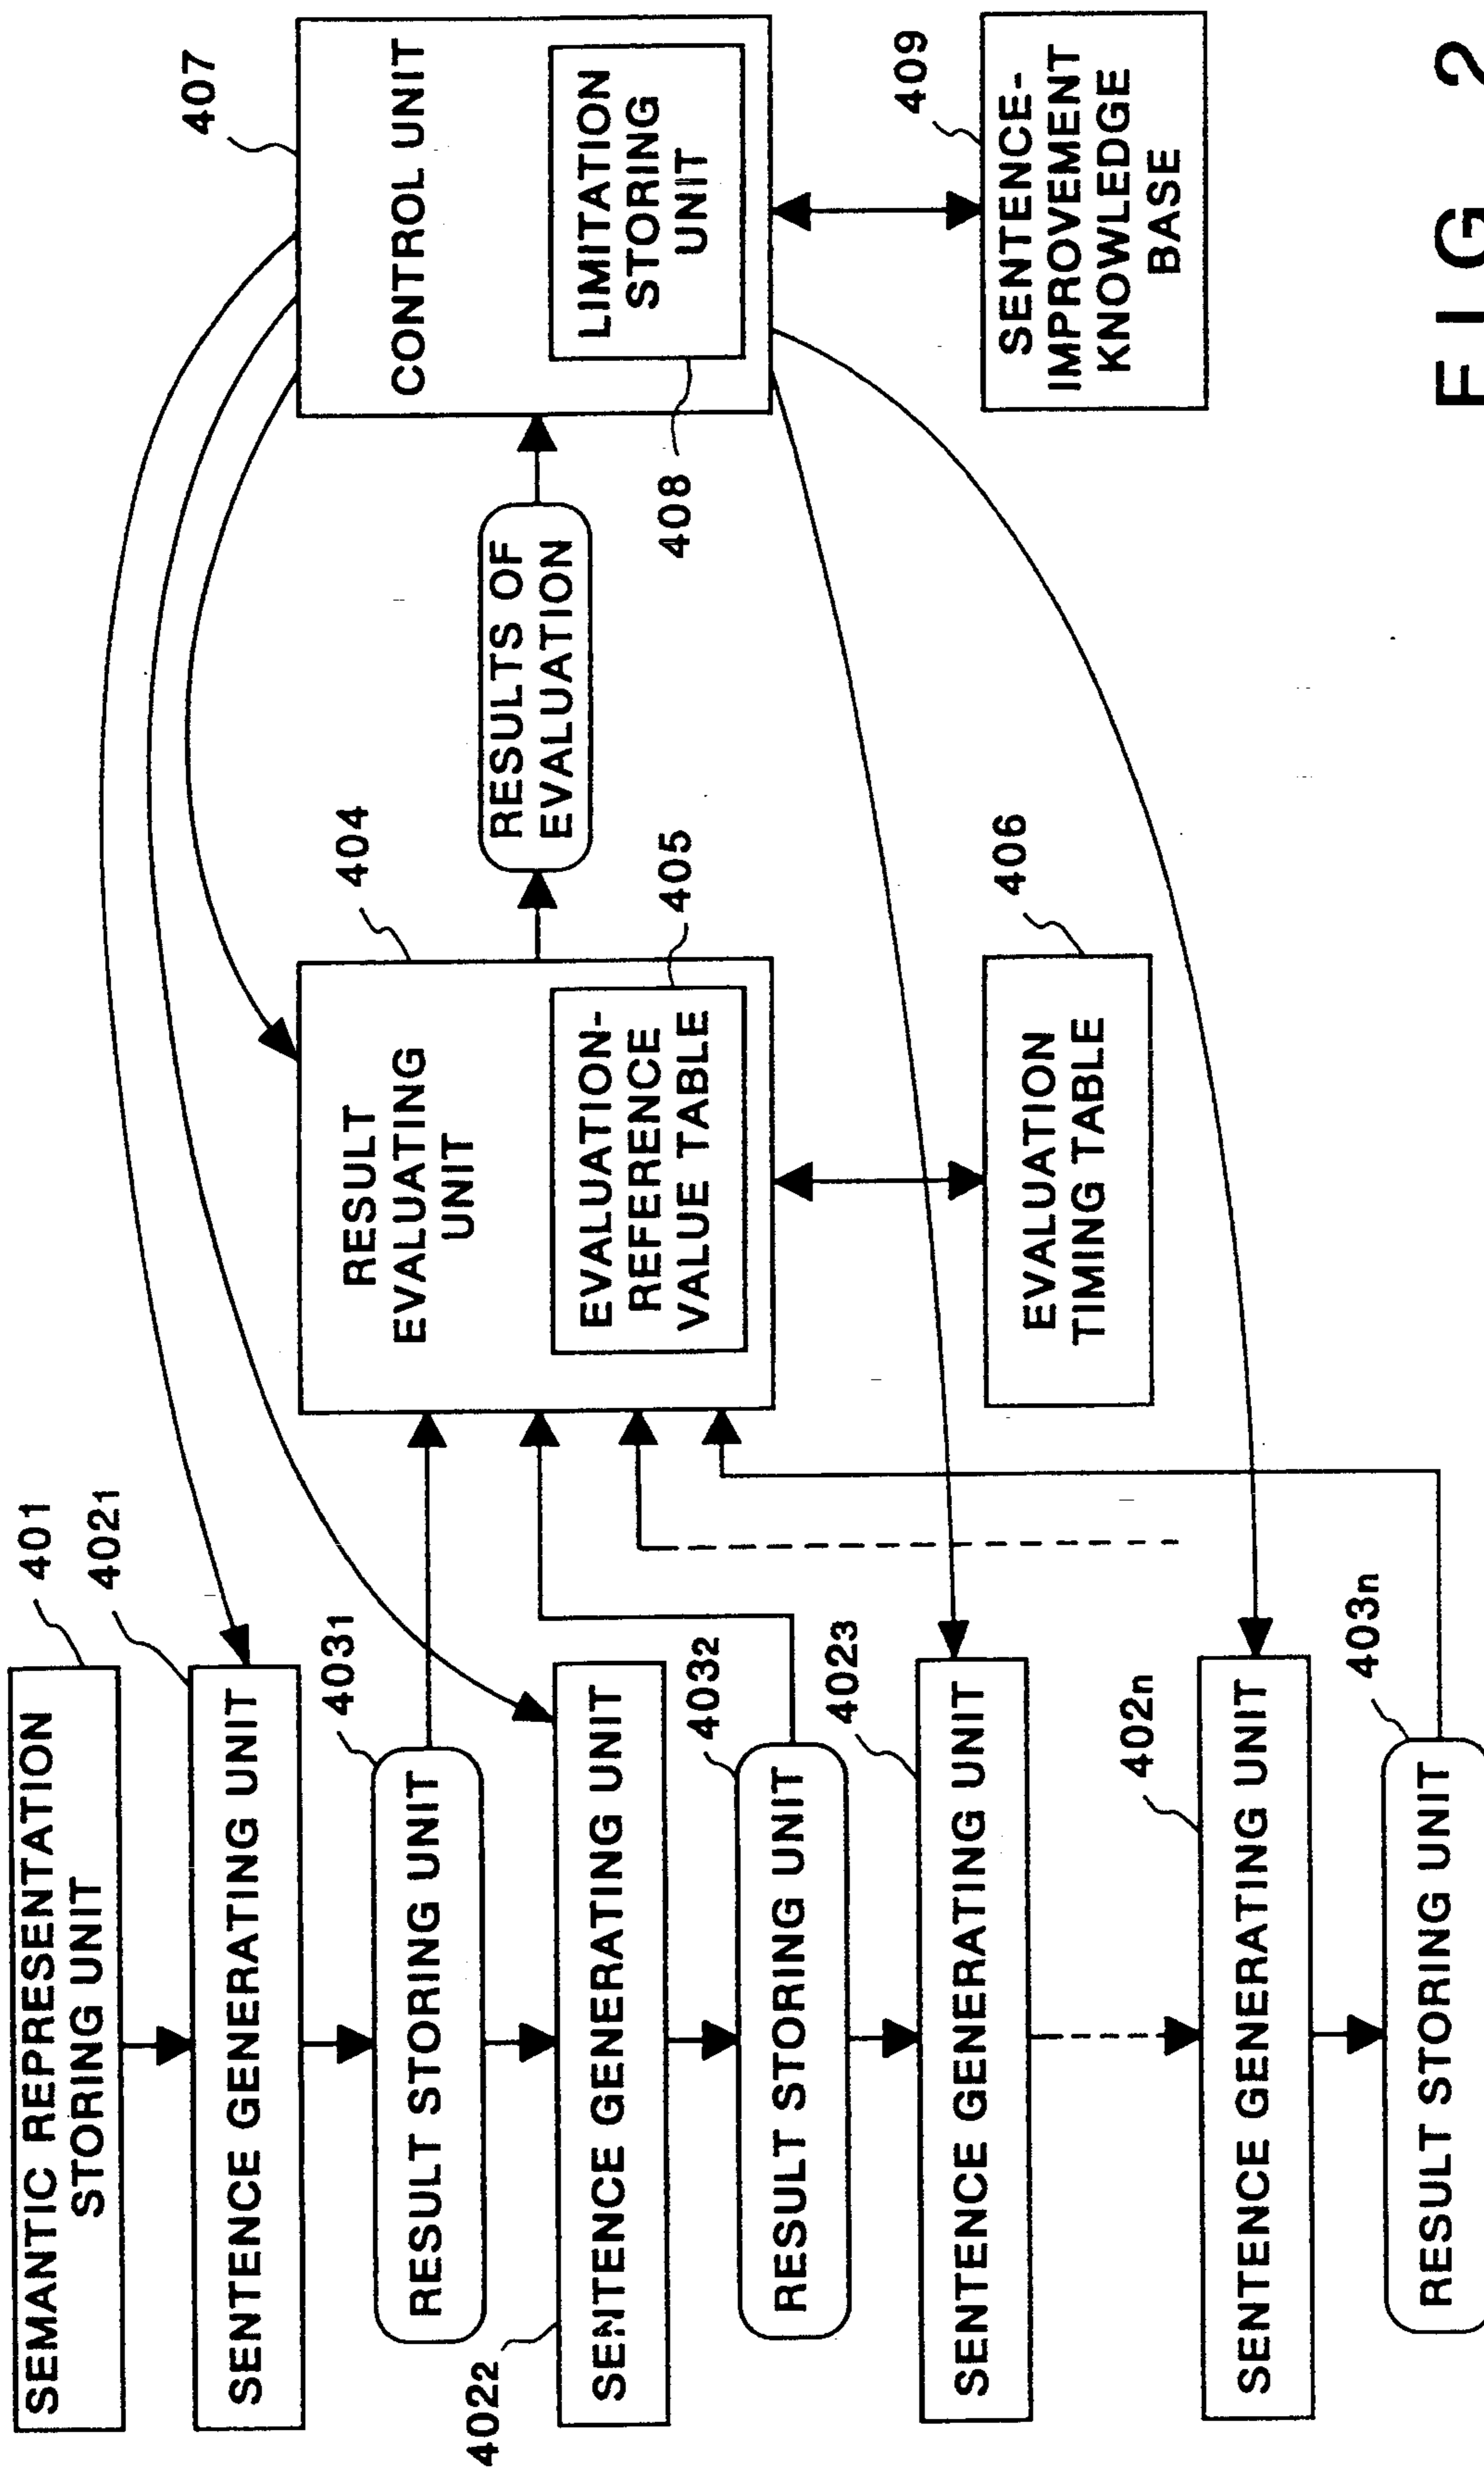 SEMANTIC REPRESENTATION
STORING UNIT
401
4021
SENTENCE GENERATING UNIT
4031
RESULT STORING UNIT
4022
SENTENCE GENERATING UNIT
4032
RESULT STORING UNIT
4023
SENTENCE GENERATING UNIT
402n
SENTENCE GENERATING UNIT
403n
RESULT STORING UNIT
404
RESULT
EVALUATING
UNIT
405
EVALUATION-
REFERENCE
VALUE TABLE
406
EVALUATION
TIMING TABLE
RESULTS OF
EVALUATION
407
CONTROL UNIT
408
LIMITATION
STORING
UNIT
409
SENTENCE-
IMPROVEMENT
KNOWLEDGE
BASE
FIG 2